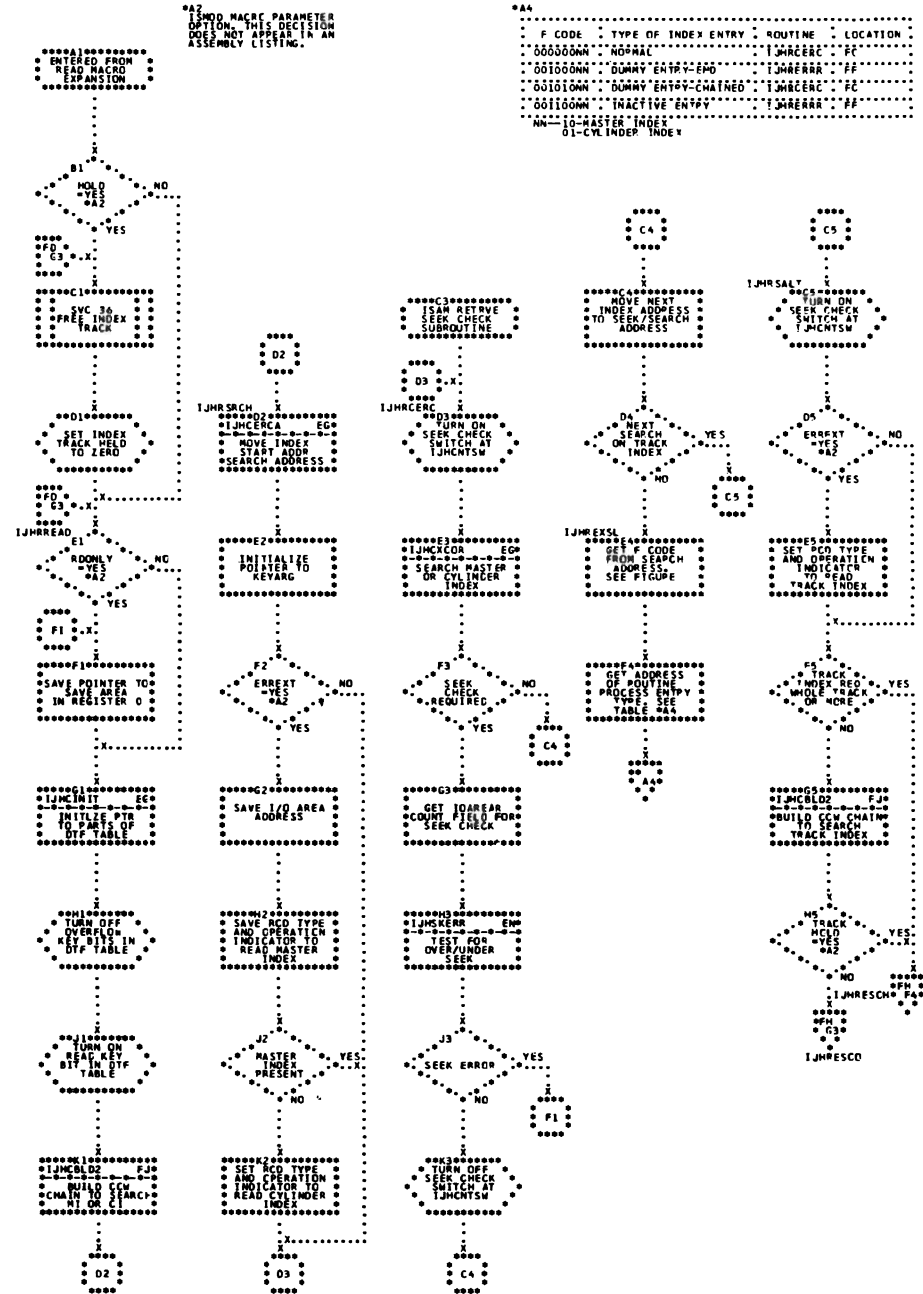 *A2
ISMOD MACRC PARAMETER
OPTION. THIS DECISION
DOES NOT APPEAR IN AN
ASSEMBLY LISTING.
*A4
F CODE TYPE OF INDEX ENTRY ROUTINE LOCATION
000000NN NORMAL IJHRCERC FC
001000NN DUMMY ENTRY-END IJHRERRR FF
001010NN DUMMY ENTRY-CHAINED IJHRCERC FC
001100NN INACTIVE ENTRY IJHRERRR FF
NN--10-MASTER INDEX
01-CYLINDER INDEX
A1
ENTERED FROM
READ MACRO
EXPANSION
B1
HOLD
=YES
*A2
NO
YES
FD
G3
C1
SVC 36
FREE INDEX
TRACK
D1
SET INDEX
TRACK HELD
TO ZERO
FD
G3
IJHRREAD
E1
RDONLY
=YES
*A2
NO
YES
F1
F1
SAVE POINTER TO
SAVE AREA
IN REGISTER 0
G1
IJHCINIT EG
INITLZE PTR
TO PARTS OF
DTF TABLE
H1
TURN OFF
OVERFLOW
KEY BITS IN
DTF TABLE
J1
TURN ON
READ KEY
BIT IN DTF
TABLE
K1
IJHCBLD2 FJ
BUILD CCW
CHAIN TO SEARCH
MI OR CI
D2
D2
IJHRSRCH
D2
IJHCERCA EG
MOVE INDEX
START ADDR
SEARCH ADDRESS
E2
INITIALIZE
POINTER TO
KEYARG
F2
ERREXT
=YES
*A2
NO
YES
G2
SAVE I/O AREA
ADDRESS
H2
SAVE RCD TYPE
AND OPERATION
INDICATOR TO
READ MASTER
INDEX
J2
MASTER
INDEX
PRESENT
YES
NO
K2
SET RCD TYPE
AND OPERATION
INDICATOR TO
READ CYLINDER
INDEX
D3
C3
ISAM RETRVE
SEEK CHECK
SUBROUTINE
D3
IJHRCERC
D3
TURN ON
SEEK CHECK
SWITCH AT
IJHCNTSW
E3
IJHCXCOR EG
SEARCH MASTER
OR CYLINDER
INDEX
F3
SEEK
CHECK
REQUIRED
NO
YES
C4
G3
GET IOAREAR
COUNT FIELD FOR
SEEK CHECK
H3
IJHSKERR EN
TEST FOR
OVER/UNDER
SEEK
J3
SEEK ERROR
YES
NO
F1
K3
TURN OFF
SEEK CHECK
SWITCH AT
IJHCNTSW
C4
C4
C4
MOVE NEXT
INDEX ADDRESS
TO SEEK/SEARCH
ADDRESS
D4
NEXT
SEARCH
ON TRACK
INDEX
YES
NO
C5
IJHREXSL
E4
GET F CODE
FROM SEARCH
ADDRESS.
SEE FIGURE
F4
GET ADDRESS
OF ROUTINE
PROCESS ENTRY
TYPE. SEE
TABLE *A4
A4
C5
IJHRSALT
C5
TURN ON
SEEK CHECK
SWITCH AT
IJHCNTSW
D5
ERREXT
=YES
*A2
NO
YES
E5
SET RCD TYPE
AND OPERATION
INDICATOR
TO READ
TRACK INDEX
F5
TRACK
INDEX REQ
WHOLE TRACK
OR MORE
YES
NO
G5
IJHCBLD2 FJ
BUILD CCW CHAIN
TO SEARCH
TRACK INDEX
H5
TRACK
HOLD
=YES
*A2
YES
NO
IJHRESCH
FH
F4
FH
G3
IJHRESCO